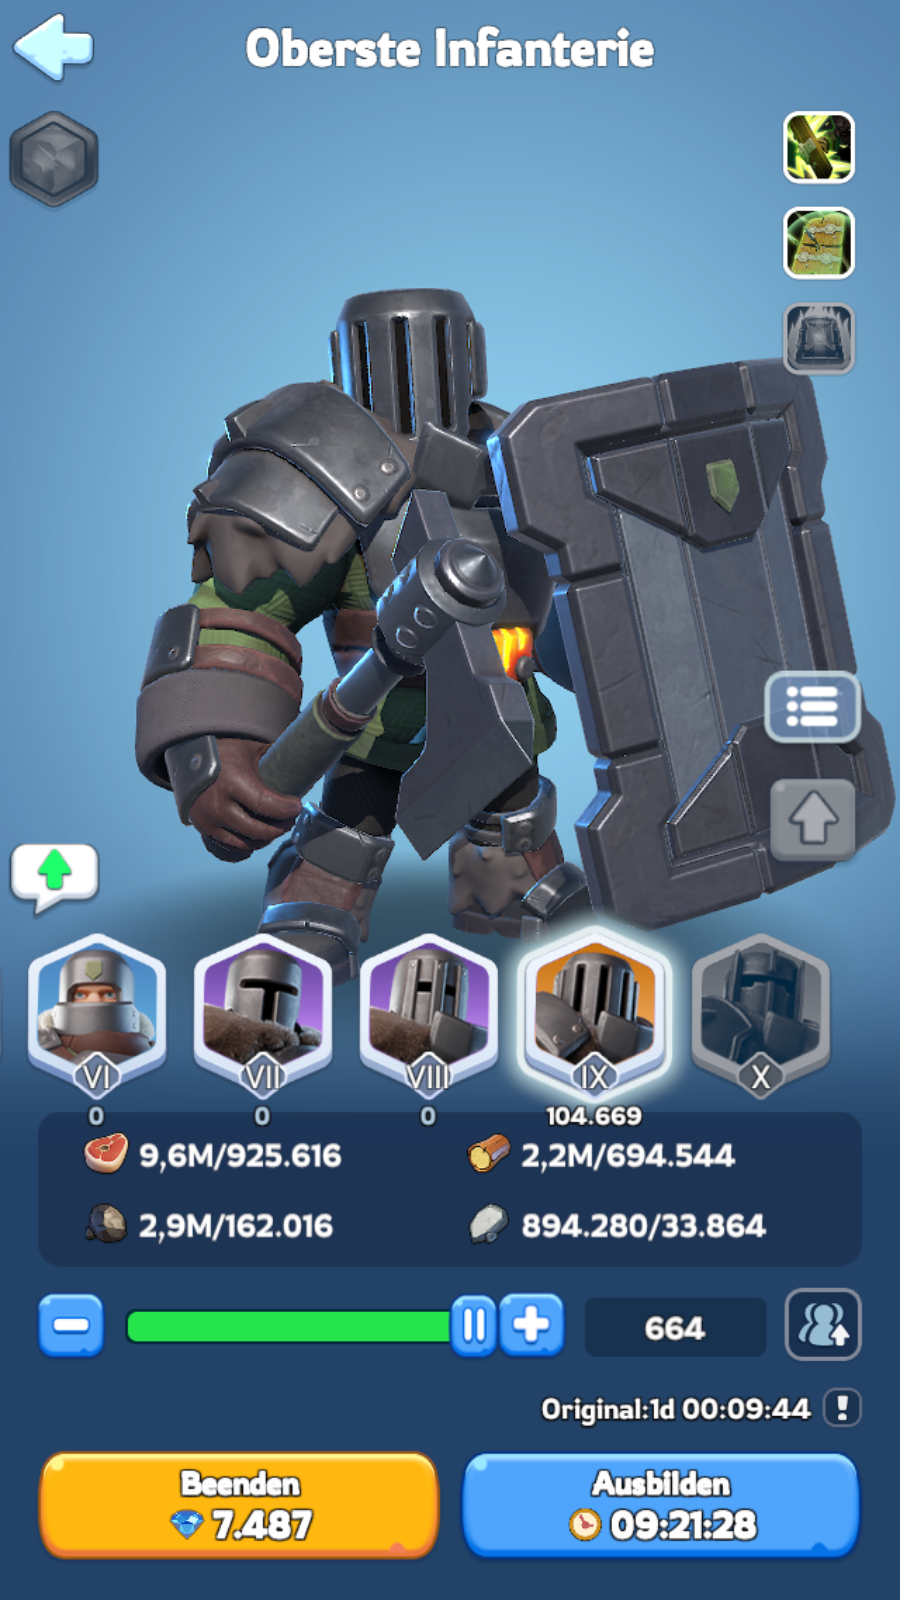 Oberste Infanterie
VI
VII
VIII
IX
X
0
0
0
104.669
9,6M/925.616
2,2M/694.544
2,9M/162.016
894.280/33.864
664
Original:1d 00:09:44
Beenden
7.487
Ausbilden
09:21:28